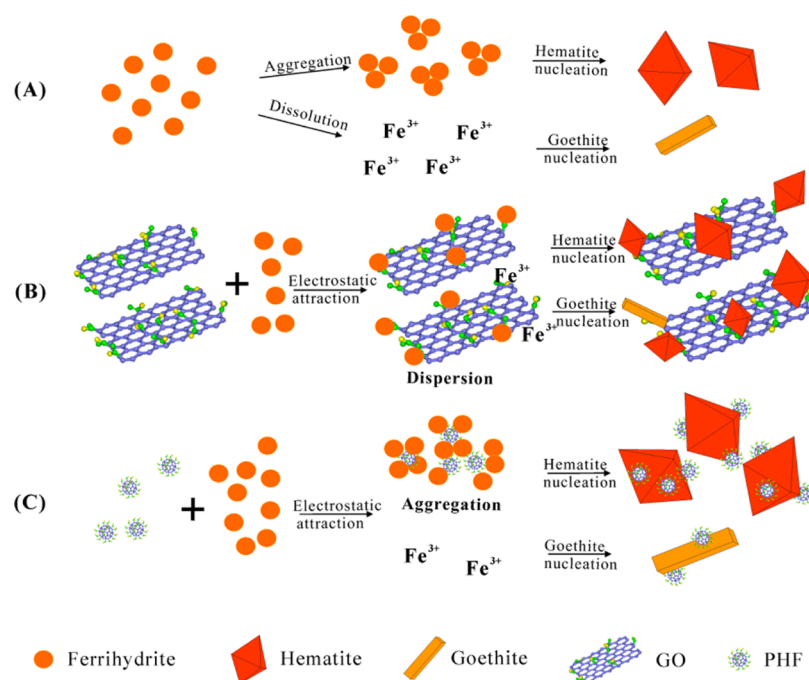 (A)
Aggregation
Dissolution
Fe3+ Fe3+
Fe3+ Fe3+
Hematite
nucleation
Goethite
nucleation
(B)
+
Electrostatic
attraction
Fe3+
Fe3+
Dispersion
Hematite
nucleation
Goethite
nucleation
(C)
+
Electrostatic
attraction
Aggregation
Fe3+ Fe3+
Hematite
nucleation
Goethite
nucleation
Ferrihydrite Hematite Goethite GO PHF